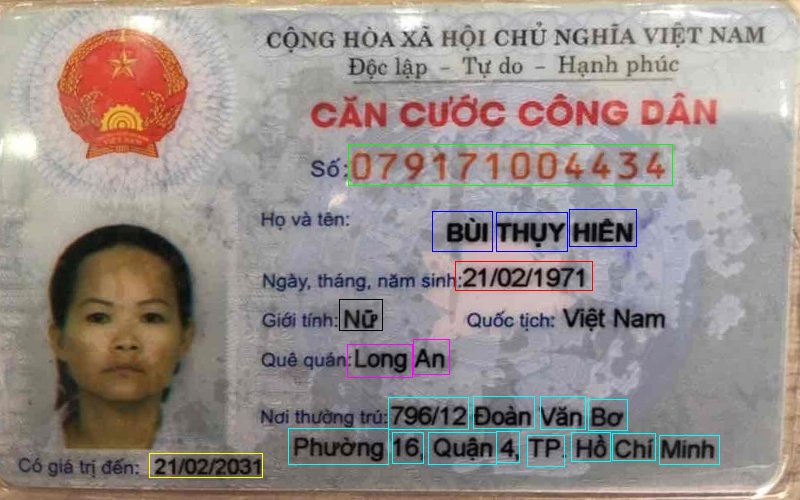 CỘNG HÒA XÃ HỘI CHỦ NGHĨA VIỆT NAM
Độc lập - Tự do - Hạnh phúc
CĂN CƯỚC CÔNG DÂN
VIỆT NAM
Số: 079171004434
Họ và tên: BÙI THỤY HIỀN
Ngày, tháng, năm sinh: 21/02/1971
Giới tính: Nữ Quốc tịch: Việt Nam
Quê quán: Long An
Nơi thường trú: 796/12 Đoàn Văn Bơ
Phường 16, Quận 4, TP. Hồ Chí Minh
Có giá trị đến: 21/02/2031